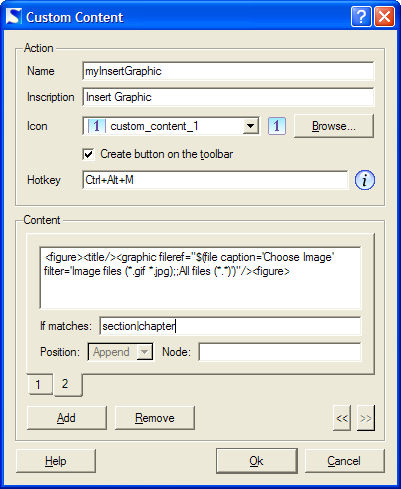 Custom Content
Action
Name myInsertGraphic
Inscription Insert Graphic
Icon 1 custom_content_1 1 Browse...
Create button on the toolbar
Hotkey Ctrl+Alt+M
Content
<figure><title/><graphic fileref="$(file caption='Choose Image'
filter='Image files (*.gif *.jpg);;All files (*.*)')"/><figure>
If matches: section|chapter
Position: Append Node:
1 2
Add Remove << >>
Help Ok Cancel